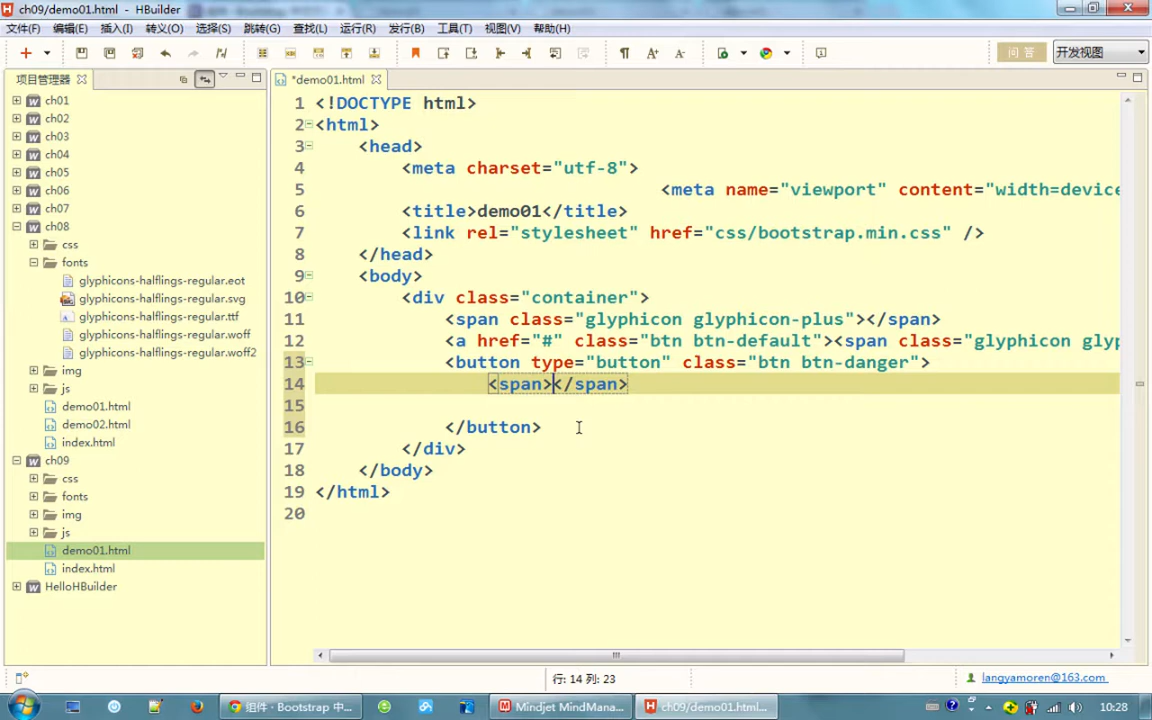 ch09/demo01.html - HBuilder
文件(F) 编辑(E) 插入(I) 转义(O) 选择(S) 跳转(G) 查找(L) 运行(R) 发行(B) 工具(T) 视图(V) 帮助(H)
问 答 开发视图
项目管理器
*demo01.html
ch01
ch02
ch03
ch04
ch05
ch06
ch07
ch08
css
fonts
glyphicons-halflings-regular.eot
glyphicons-halflings-regular.svg
glyphicons-halflings-regular.ttf
glyphicons-halflings-regular.woff
glyphicons-halflings-regular.woff2
img
js
demo01.html
demo02.html
index.html
ch09
css
fonts
img
js
demo01.html
index.html
HelloHBuilder
1 <!DOCTYPE html>
2 <html>
3 <head>
4 <meta charset="utf-8">
5 <meta name="viewport" content="width=device
6 <title>demo01</title>
7 <link rel="stylesheet" href="css/bootstrap.min.css" />
8 </head>
9 <body>
10 <div class="container">
11 <span class="glyphicon glyphicon-plus"></span>
12 <a href="#" class="btn btn-default"><span class="glyphicon glyp
13 <button type="button" class="btn btn-danger">
14 <span></span>
15
16 </button>
17 </div>
18 </body>
19 </html>
20
行: 14 列: 23
langyamoren@163.com
组件 · Bootstrap 中...
Mindjet MindMana...
ch09/demo01.html...
10:28